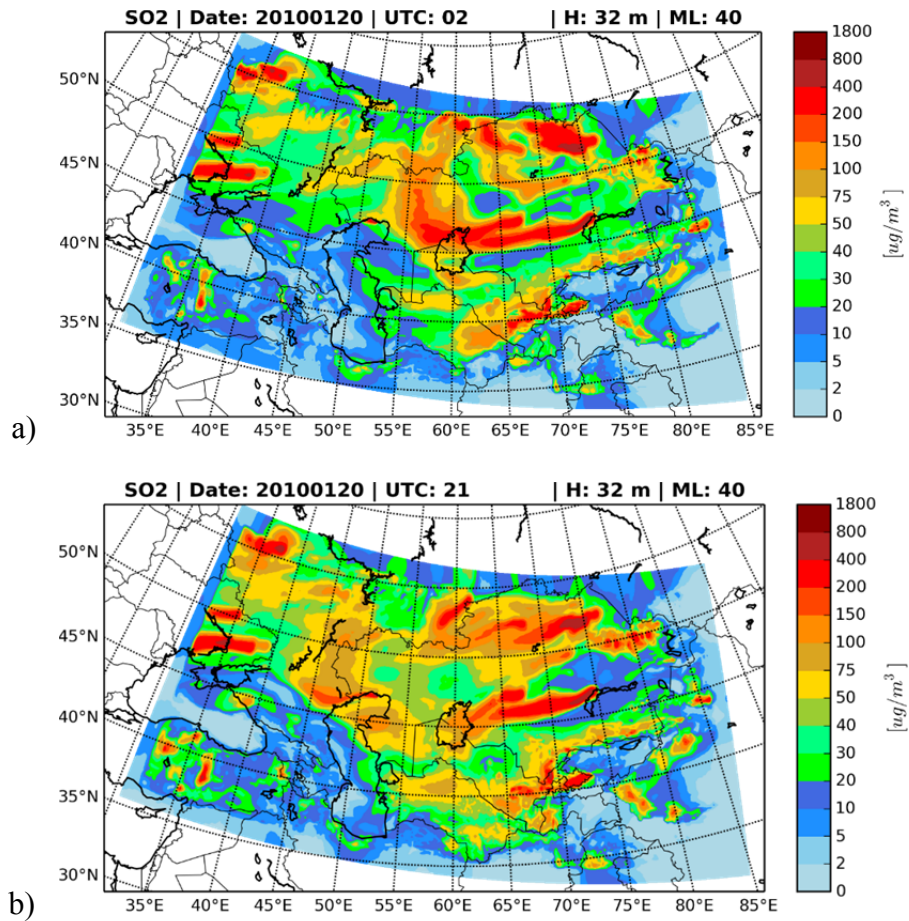 SO2 | Date: 20100120 | UTC: 02 | H: 32 m | ML: 40
1800
800
400
200
150
100
75
50
40
30
20
10
5
2
0
[ug/m³]
50°N
45°N
40°N
35°N
30°N
35°E 40°E 45°E 50°E 55°E 60°E 65°E 70°E 75°E 80°E 85°E
a)
SO2 | Date: 20100120 | UTC: 21 | H: 32 m | ML: 40
1800
800
400
200
150
100
75
50
40
30
20
10
5
2
0
[ug/m³]
50°N
45°N
40°N
35°N
30°N
35°E 40°E 45°E 50°E 55°E 60°E 65°E 70°E 75°E 80°E 85°E
b)